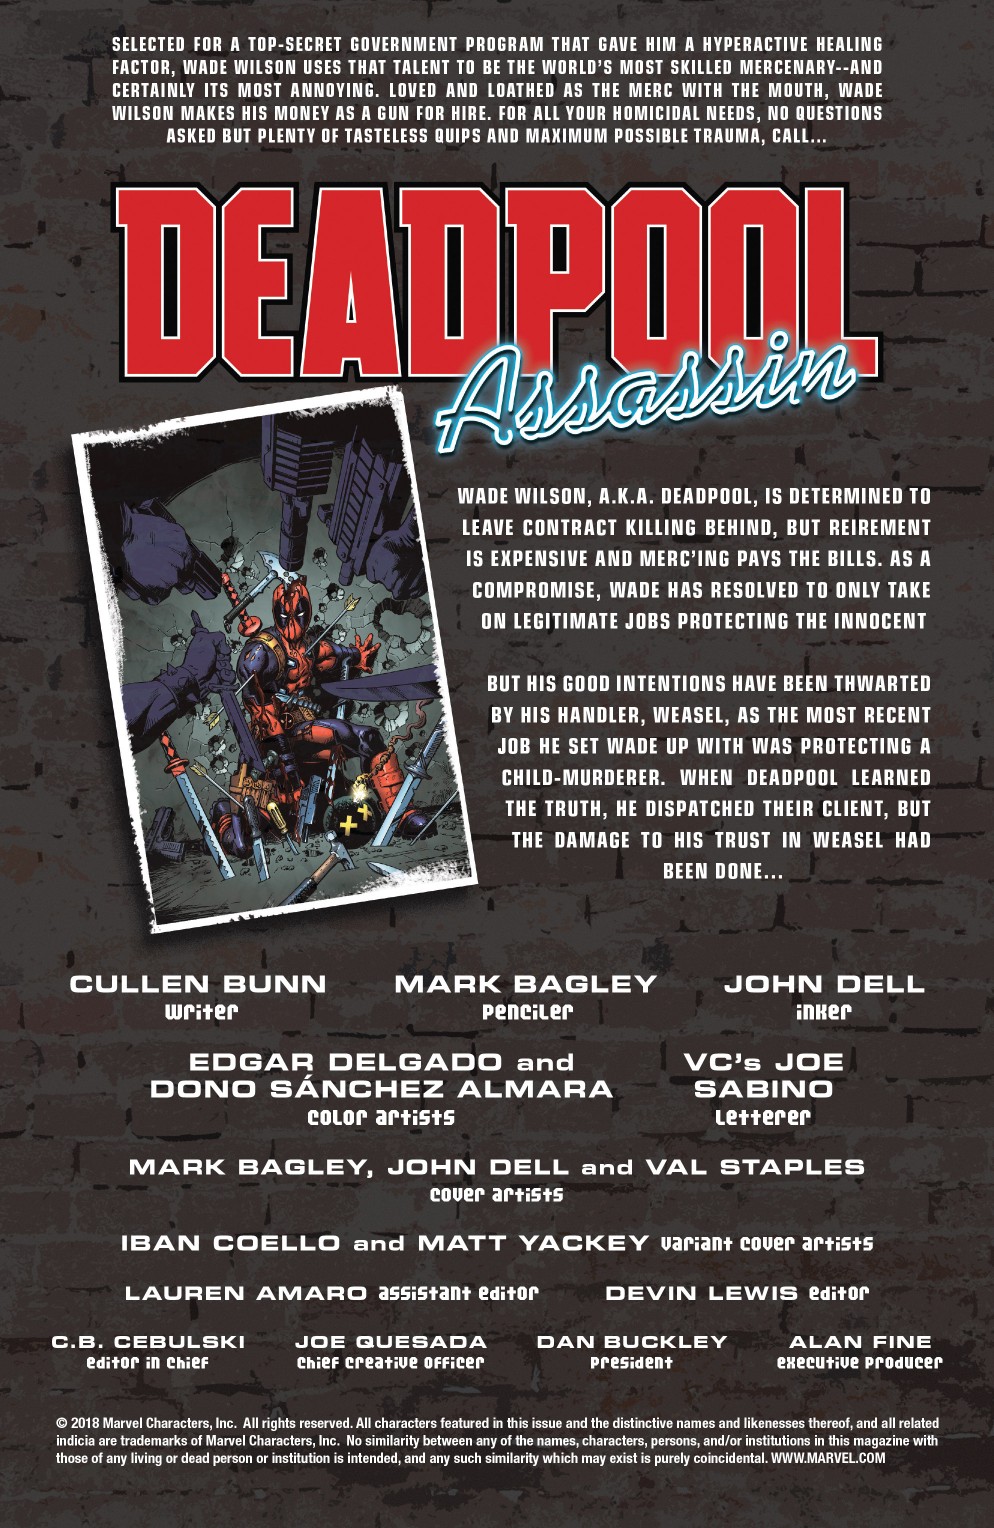 SELECTED FOR A TOP-SECRET GOVERNMENT PROGRAM THAT GAVE HIM A HYPERACTIVE HEALING
FACTOR, WADE WILSON USES THAT TALENT TO BE THE WORLD'S MOST SKILLED MERCENARY--AND
CERTAINLY ITS MOST ANNOYING. LOVED AND LOATHED AS THE MERC WITH THE MOUTH, WADE
WILSON MAKES HIS MONEY AS A GUN FOR HIRE. FOR ALL YOUR HOMICIDAL NEEDS, NO QUESTIONS
ASKED BUT PLENTY OF TASTELESS QUIPS AND MAXIMUM POSSIBLE TRAUMA, CALL...
DEADPOOL
Assassin
WADE WILSON, A.K.A. DEADPOOL, IS DETERMINED TO
LEAVE CONTRACT KILLING BEHIND, BUT REIREMENT
IS EXPENSIVE AND MERC'ING PAYS THE BILLS. AS A
COMPROMISE, WADE HAS RESOLVED TO ONLY TAKE
ON LEGITIMATE JOBS PROTECTING THE INNOCENT
BUT HIS GOOD INTENTIONS HAVE BEEN THWARTED
BY HIS HANDLER, WEASEL, AS THE MOST RECENT
JOB HE SET WADE UP WITH WAS PROTECTING A
CHILD-MURDERER. WHEN DEADPOOL LEARNED
THE TRUTH, HE DISPATCHED THEIR CLIENT, BUT
THE DAMAGE TO HIS TRUST IN WEASEL HAD
BEEN DONE...
CULLEN BUNN MARK BAGLEY JOHN DELL
writer penciler inker
EDGAR DELGADO and VC's JOE
DONO SÁNCHEZ ALMARA SABINO
color artists letterer
MARK BAGLEY, JOHN DELL and VAL STAPLES
cover artists
IBAN COELLO and MATT YACKEY variant cover artists
LAUREN AMARO assistant editor DEVIN LEWIS editor
C.B. CEBULSKI JOE QUESADA DAN BUCKLEY ALAN FINE
editor in chief chief creative officer president executive producer
© 2018 Marvel Characters, Inc. All rights reserved. All characters featured in this issue and the distinctive names and likenesses thereof, and all related
indicia are trademarks of Marvel Characters, Inc. No similarity between any of the names, characters, persons, and/or institutions in this magazine with
those of any living or dead person or institution is intended, and any such similarity which may exist is purely coincidental. WWW.MARVEL.COM